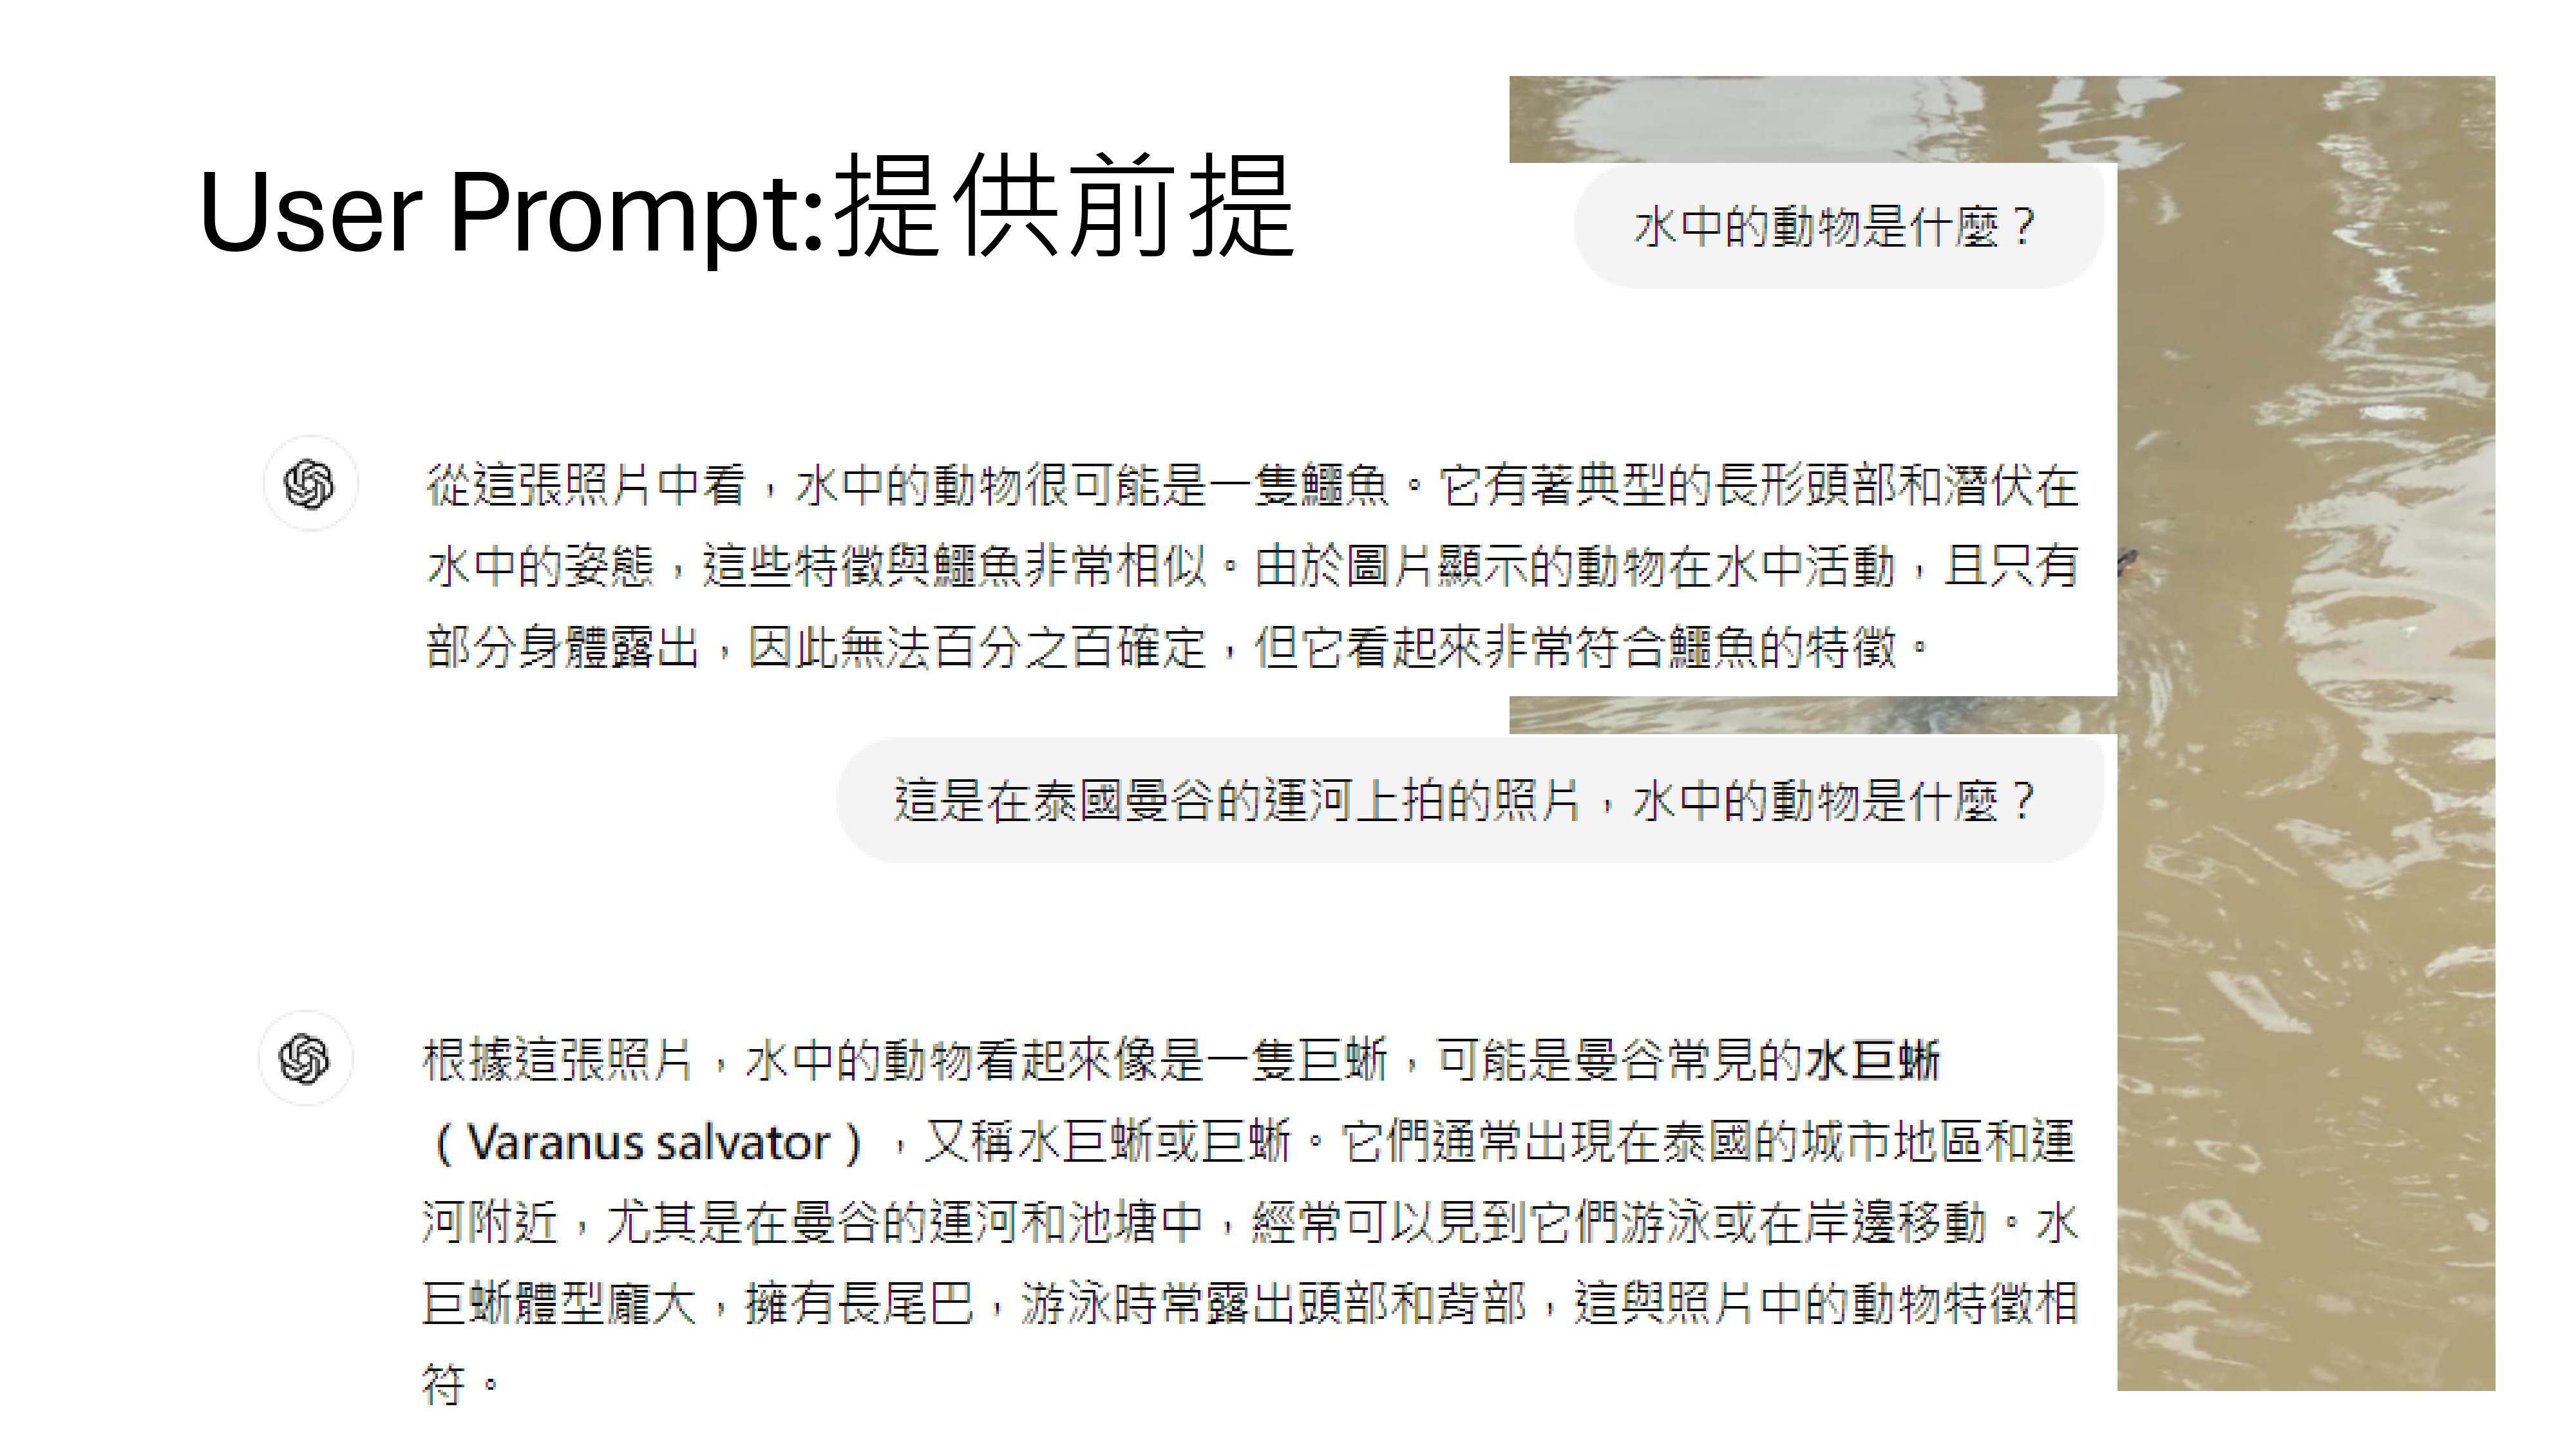 User Prompt:提供前提
水中的動物是什麼？
從這張照片中看，水中的動物很可能是一隻鱷魚。它有著典型的長形頭部和潛伏在
水中的姿態，這些特徵與鱷魚非常相似。由於圖片顯示的動物在水中活動，且只有
部分身體露出，因此無法百分之百確定，但它看起來非常符合鱷魚的特徵。
這是在泰國曼谷的運河上拍的照片，水中的動物是什麼？
根據這張照片，水中的動物看起來像是一隻巨蜥，可能是曼谷常見的水巨蜥
（Varanus salvator），又稱水巨蜥或巨蜥。它們通常出現在泰國的城市地區和運
河附近，尤其是在曼谷的運河和池塘中，經常可以見到它們游泳或在岸邊移動。水
巨蜥體型龐大，擁有長尾巴，游泳時常露出頭部和背部，這與照片中的動物特徵相
符。